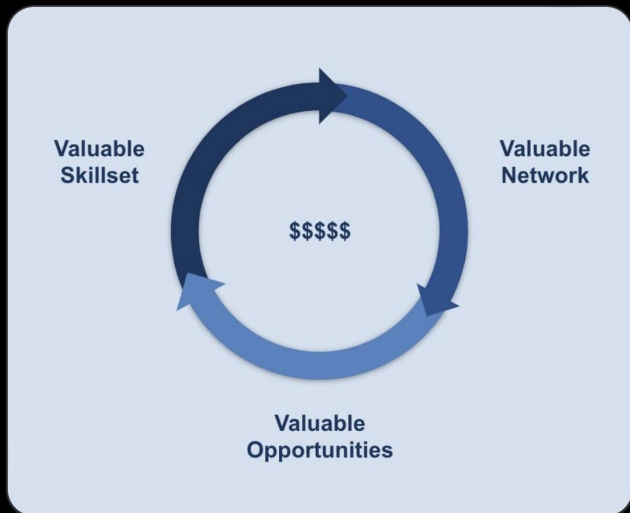 Valuable
Skillset
Valuable
Network
$$$$$
Valuable
Opportunities